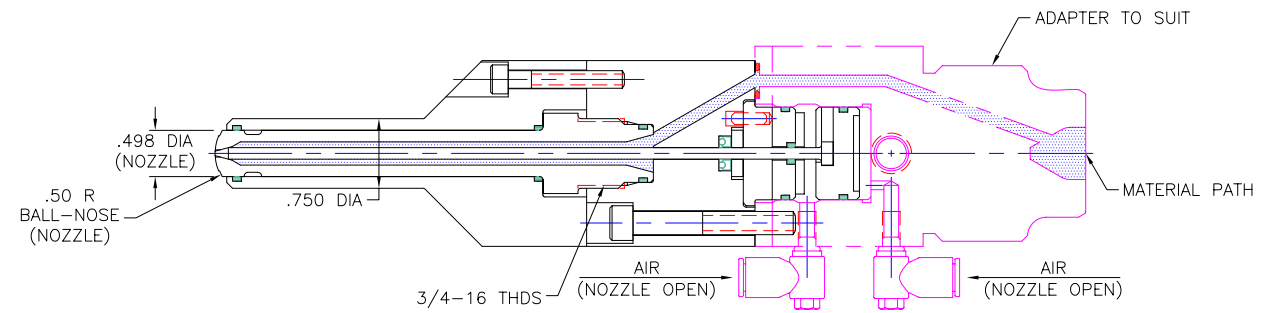 ADAPTER TO SUIT
.498 DIA
(NOZZLE)
.50 R
BALL-NOSE
(NOZZLE)
.750 DIA
MATERIAL PATH
3/4-16 THDS
AIR
(NOZZLE OPEN)
AIR
(NOZZLE OPEN)